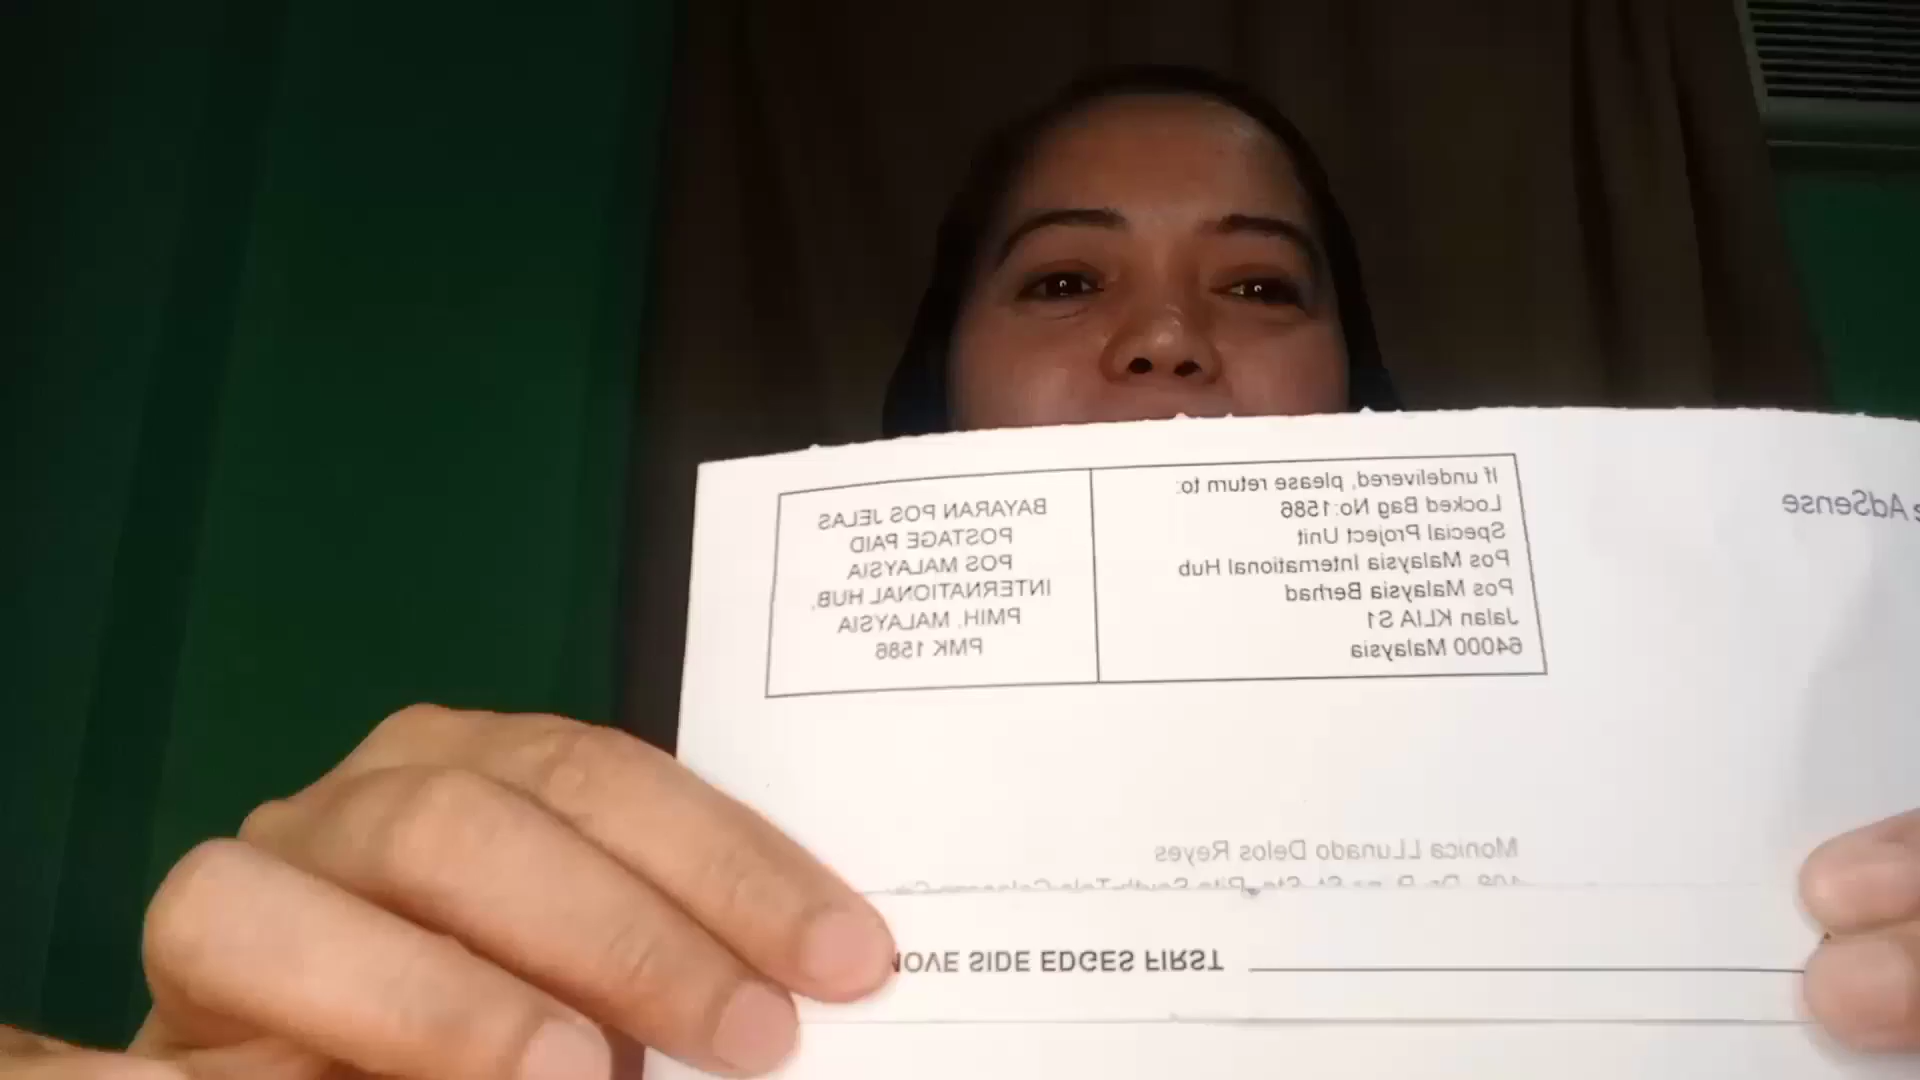 AdSense
If undelivered, please return to:
Locked Bag No:1586
Special Project Unit
Pos Malaysia International Hub
Pos Malaysia Berhad
Jalan KLIA S1
64000 Malaysia
BAYARAN POS JELAS
POSTAGE PAID
POS MALAYSIA
INTERNATIONAL HUB,
PMIH, MALAYSIA
PMK 1586
Monica LLunado Delos Reyes
SIDE EDGES FIRST